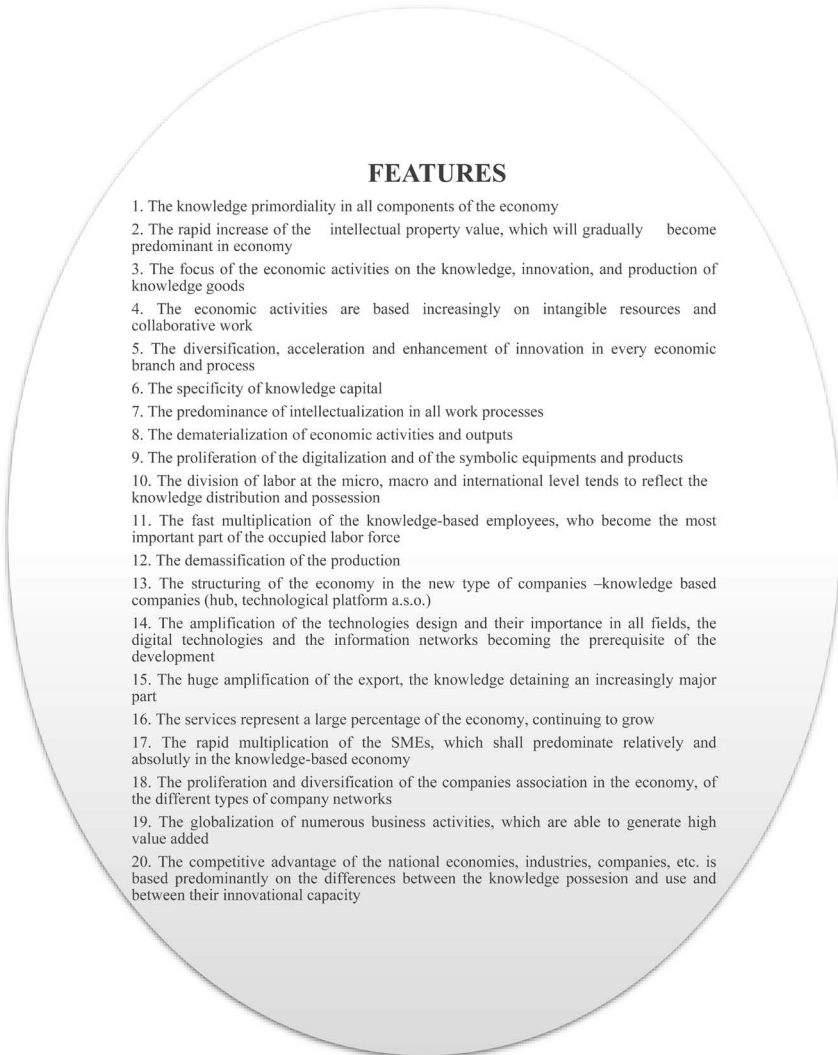 FEATURES
1. The knowledge primordiality in all components of the economy
2. The rapid increase of the intellectual property value, which will gradually become
predominant in economy
3. The focus of the economic activities on the knowledge, innovation, and production of
knowledge goods
4. The economic activities are based increasingly on intangible resources and
collaborative work
5. The diversification, acceleration and enhancement of innovation in every economic
branch and process
6. The specificity of knowledge capital
7. The predominance of intellectualization in all work processes
8. The dematerialization of economic activities and outputs
9. The proliferation of the digitalization and of the symbolic equipments and products
10. The division of labor at the micro, macro and international level tends to reflect the
knowledge distribution and possession
11. The fast multiplication of the knowledge-based employees, who become the most
important part of the occupied labor force
12. The demassification of the production
13. The structuring of the economy in the new type of companies –knowledge based
companies (hub, technological platform a.s.o.)
14. The amplification of the technologies design and their importance in all fields, the
digital technologies and the information networks becoming the prerequisite of the
development
15. The huge amplification of the export, the knowledge detaining an increasingly major
part
16. The services represent a large percentage of the economy, continuing to grow
17. The rapid multiplication of the SMEs, which shall predominate relatively and
absolutly in the knowledge-based economy
18. The proliferation and diversification of the companies association in the economy, of
the different types of company networks
19. The globalization of numerous business activities, which are able to generate high
value added
20. The competitive advantage of the national economies, industries, companies, etc. is
based predominantly on the differences between the knowledge possesion and use and
between their innovational capacity